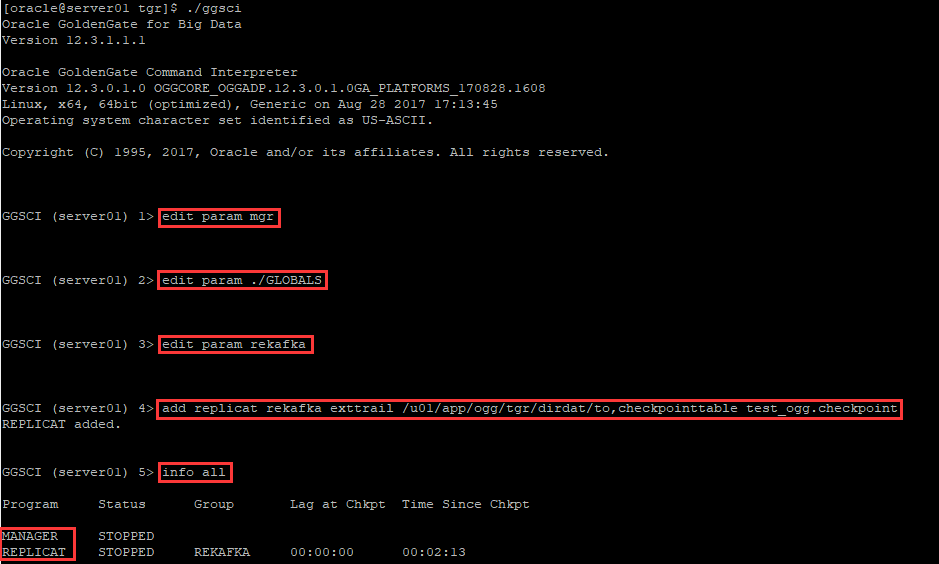 [oracle@server01 tgr]$ ./ggsci
Oracle GoldenGate for Big Data
Version 12.3.1.1.1
Oracle GoldenGate Command Interpreter
Version 12.3.0.1.0 OGGCORE_OGGADP.12.3.0.1.0GA_PLATFORMS_170828.1608
Linux, x64, 64bit (optimized), Generic on Aug 28 2017 17:13:45
Operating system character set identified as US-ASCII.
Copyright (C) 1995, 2017, Oracle and/or its affiliates. All rights reserved.
GGSCI (server01) 1> edit param mgr
GGSCI (server01) 2> edit param ./GLOBALS
GGSCI (server01) 3> edit param rekafka
GGSCI (server01) 4> add replicat rekafka exttrail /u01/app/ogg/tgr/dirdat/to,checkpointtable test_ogg.checkpoint
REPLICAT added.
GGSCI (server01) 5> info all
Program     Status      Group       Lag at Chkpt  Time Since Chkpt
MANAGER     STOPPED
REPLICAT    STOPPED     REKAFKA     00:00:00      00:02:13